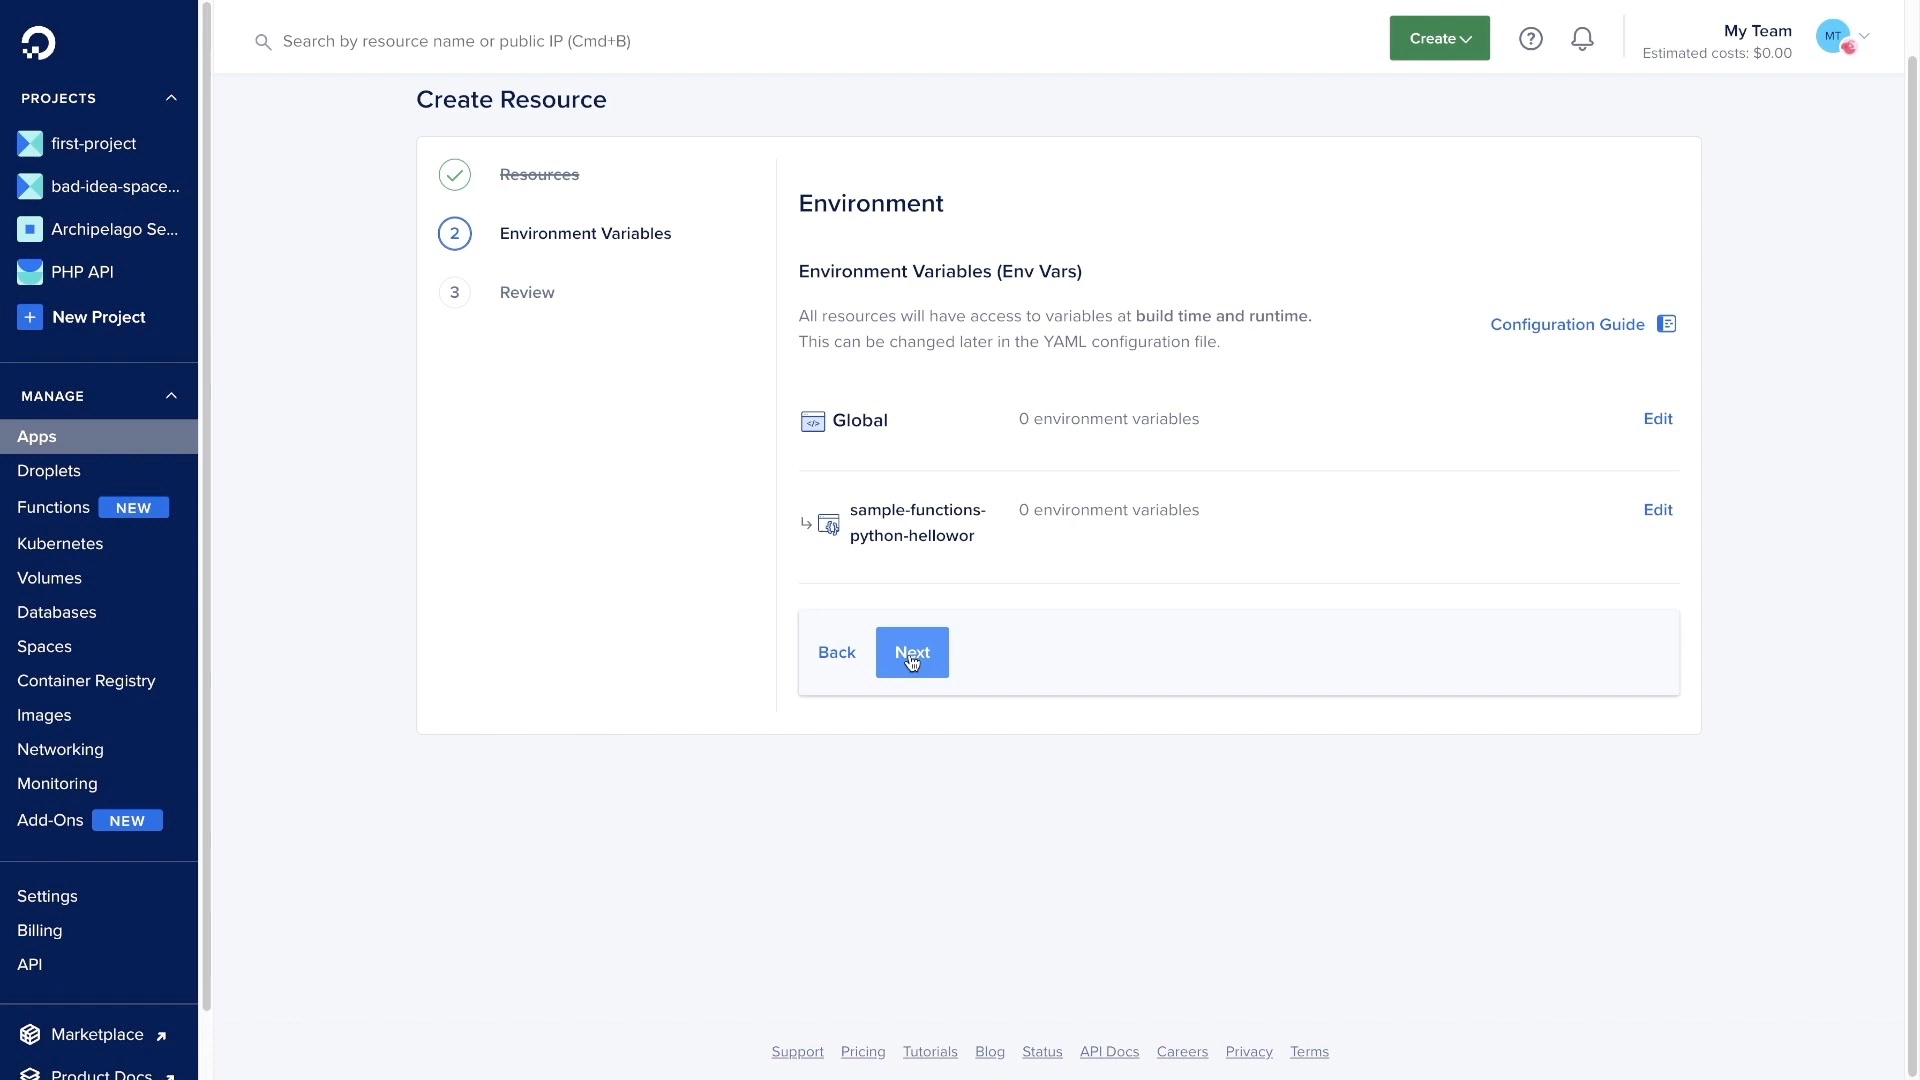 Search by resource name or public IP (Cmd+B)
Create
My Team
Estimated costs: $0.00
MT
PROJECTS
first-project
bad-idea-space...
Archipelago Se...
PHP API
New Project
MANAGE
Apps
Droplets
Functions NEW
Kubernetes
Volumes
Databases
Spaces
Container Registry
Images
Networking
Monitoring
Add-Ons NEW
Settings
Billing
API
Marketplace
Product Docs
Create Resource
Resources
2 Environment Variables
3 Review
Environment
Environment Variables (Env Vars)
All resources will have access to variables at build time and runtime.
This can be changed later in the YAML configuration file.
Configuration Guide
Global 0 environment variables Edit
sample-functions-
python-hellowor
0 environment variables Edit
Back Next
Support Pricing Tutorials Blog Status API Docs Careers Privacy Terms